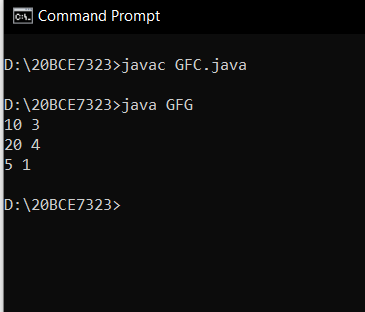 Command Prompt
D:\20BCE7323>javac GFC.java
D:\20BCE7323>java GFG
10 3
20 4
5 1
D:\20BCE7323>